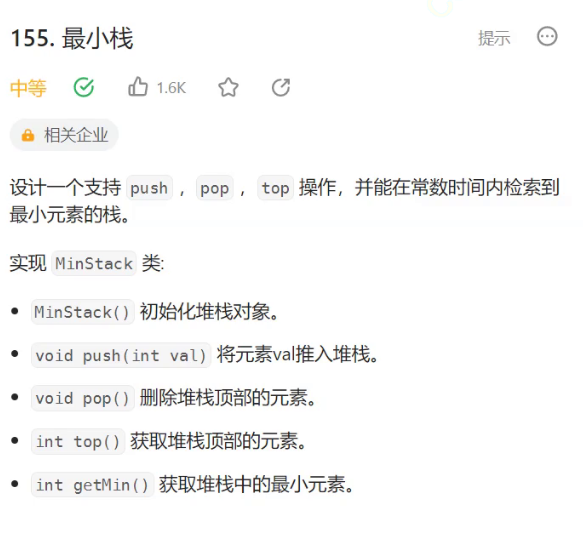 155. 最小栈
提示
中等
1.6K
相关企业
设计一个支持 push ，pop ，top 操作，并能在常数时间内检索到
最小元素的栈。
实现 MinStack 类:
• MinStack() 初始化堆栈对象。
• void push(int val) 将元素val推入堆栈。
• void pop() 删除堆栈顶部的元素。
• int top() 获取堆栈顶部的元素。
• int getMin() 获取堆栈中的最小元素。